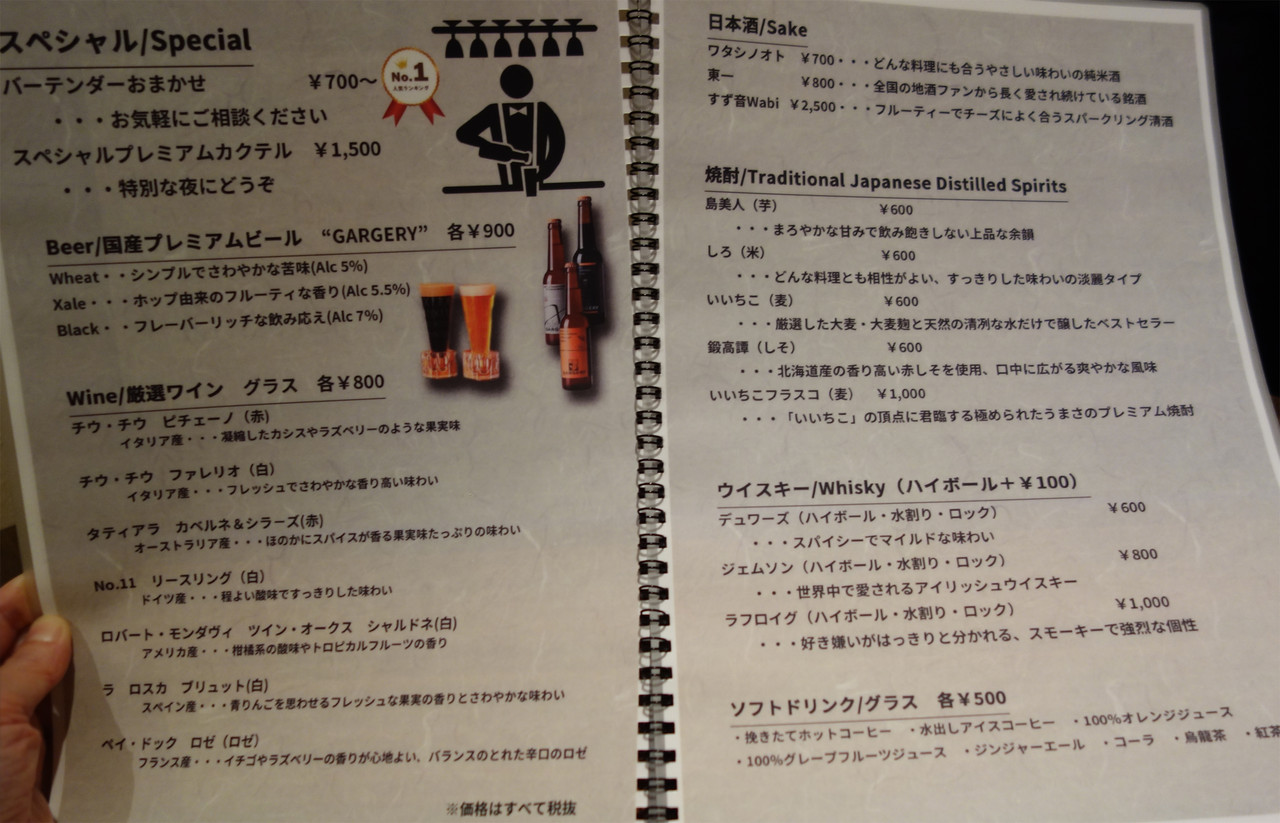 スペシャル/Special
バーテンダーおまかせ ￥700～
・・・お気軽にご相談ください
スペシャルプレミアムカクテル ￥1,500
・・・特別な夜にどうぞ
No.1
人気ランキング
Beer/国産プレミアムビール “GARGERY” 各￥900
Wheat・・シンプルでさわやかな苦味(Alc 5%)
Xale・・・ホップ由来のフルーティな香り(Alc 5.5%)
Black・・フレーバーリッチな飲み応え(Alc 7%)
Wine/厳選ワイン グラス 各￥800
チウ・チウ ピチェーノ（赤）
イタリア産・・・凝縮したカシスやラズベリーのような果実味
チウ・チウ ファレリオ（白）
イタリア産・・・フレッシュでさわやかな香り高い味わい
タティアラ カベルネ＆シラーズ(赤)
オーストラリア産・・・ほのかにスパイスが香る果実味たっぷりの味わい
No.11 リースリング（白）
ドイツ産・・・程よい酸味ですっきりした味わい
ロバート・モンダヴィ ツイン・オークス シャルドネ(白)
アメリカ産・・・柑橘系の酸味やトロピカルフルーツの香り
ラ ロスカ ブリュット(白)
スペイン産・・・青りんごを思わせるフレッシュな果実の香りとさわやかな味わい
ペイ・ドック ロゼ（ロゼ）
フランス産・・・イチゴやラズベリーの香りが心地よい、バランスのとれた辛口のロゼ
※価格はすべて税抜
日本酒/Sake
ワタシノオト ￥700・・・どんな料理にも合うやさしい味わいの純米酒
東一 ￥800・・・全国の地酒ファンから長く愛され続けている銘酒
すず音Wabi ￥2,500・・・フルーティーでチーズによく合うスパークリング清酒
焼酎/Traditional Japanese Distilled Spirits
島美人（芋） ￥600
・・・まろやかな甘みで飲み飽きしない上品な余韻
しろ（米） ￥600
・・・どんな料理とも相性がよい、すっきりした味わいの淡麗タイプ
いいちこ（麦） ￥600
・・・厳選した大麦・大麦麹と天然の清冽な水だけで醸したベストセラー
鍛高譚（しそ） ￥600
・・・北海道産の香り高い赤しそを使用、口中に広がる爽やかな風味
いいちこフラスコ（麦） ￥1,000
・・・「いいちこ」の頂点に君臨する極められたうまさのプレミアム焼酎
ウイスキー/Whisky（ハイボール＋￥100）
デュワーズ（ハイボール・水割り・ロック） ￥600
・・・スパイシーでマイルドな味わい
ジェムソン（ハイボール・水割り・ロック） ￥800
・・・世界中で愛されるアイリッシュウイスキー
ラフロイグ（ハイボール・水割り・ロック） ￥1,000
・・・好き嫌いがはっきりと分かれる、スモーキーで強烈な個性
ソフトドリンク/グラス 各￥500
・挽きたてホットコーヒー ・水出しアイスコーヒー ・100%オレンジジュース
・100%グレープフルーツジュース ・ジンジャーエール ・コーラ ・烏龍茶 ・紅茶